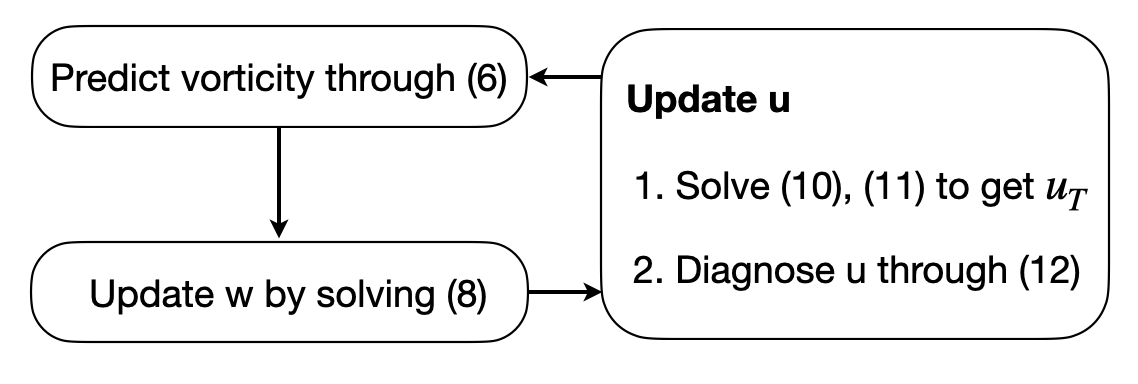 Predict vorticity through (6)
Update w by solving (8)
Update u
1. Solve (10), (11) to get u_T
2. Diagnose u through (12)